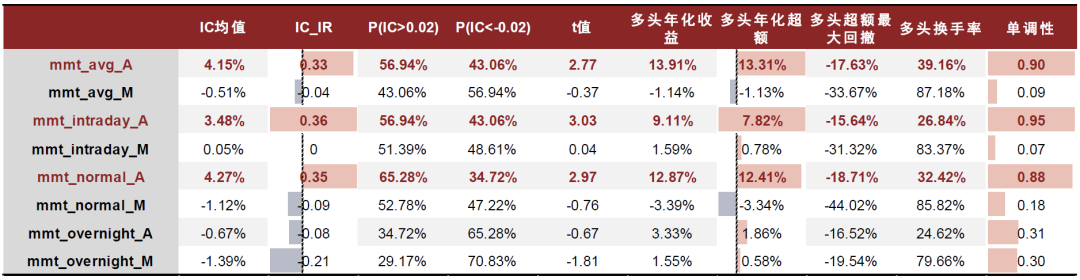 IC均值 IC_IR P(IC>0.02) P(IC<-0.02) t值 多头年化收益 多头年化超额 多头超额最大回撤 多头换手率 单调性
mmt_avg_A 4.15% 0.33 56.94% 43.06% 2.77 13.91% 13.31% -17.63% 39.16% 0.90
mmt_avg_M -0.51% -0.04 43.06% 56.94% -0.37 -1.14% -1.13% -33.67% 87.18% 0.09
mmt_intraday_A 3.48% 0.36 56.94% 43.06% 3.03 9.11% 7.82% -15.64% 26.84% 0.95
mmt_intraday_M 0.05% 0 51.39% 48.61% 0.04 1.59% 0.78% -31.32% 83.37% 0.07
mmt_normal_A 4.27% 0.35 65.28% 34.72% 2.97 12.87% 12.41% -18.71% 32.42% 0.88
mmt_normal_M -1.12% -0.09 52.78% 47.22% -0.76 -3.39% -3.34% -44.02% 85.82% 0.18
mmt_overnight_A -0.67% -0.08 34.72% 65.28% -0.67 3.33% 1.86% -16.52% 24.62% 0.31
mmt_overnight_M -1.39% -0.21 29.17% 70.83% -1.81 1.55% 0.58% -19.54% 79.66% 0.30